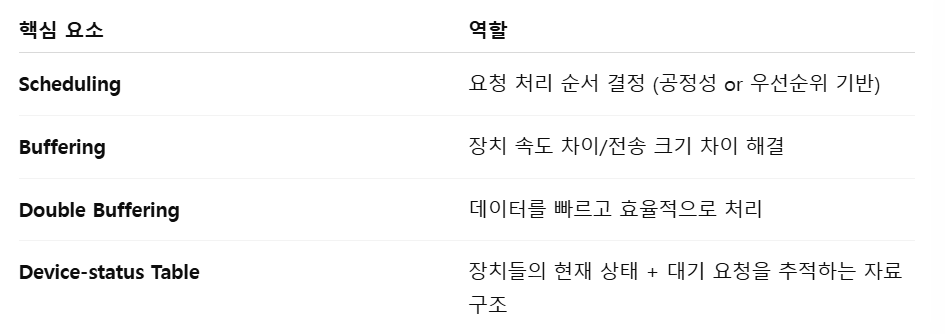 핵심 요소 역할
Scheduling 요청 처리 순서 결정 (공정성 or 우선순위 기반)
Buffering 장치 속도 차이/전송 크기 차이 해결
Double Buffering 데이터를 빠르고 효율적으로 처리
Device-status Table 장치들의 현재 상태 + 대기 요청을 추적하는 자료
구조